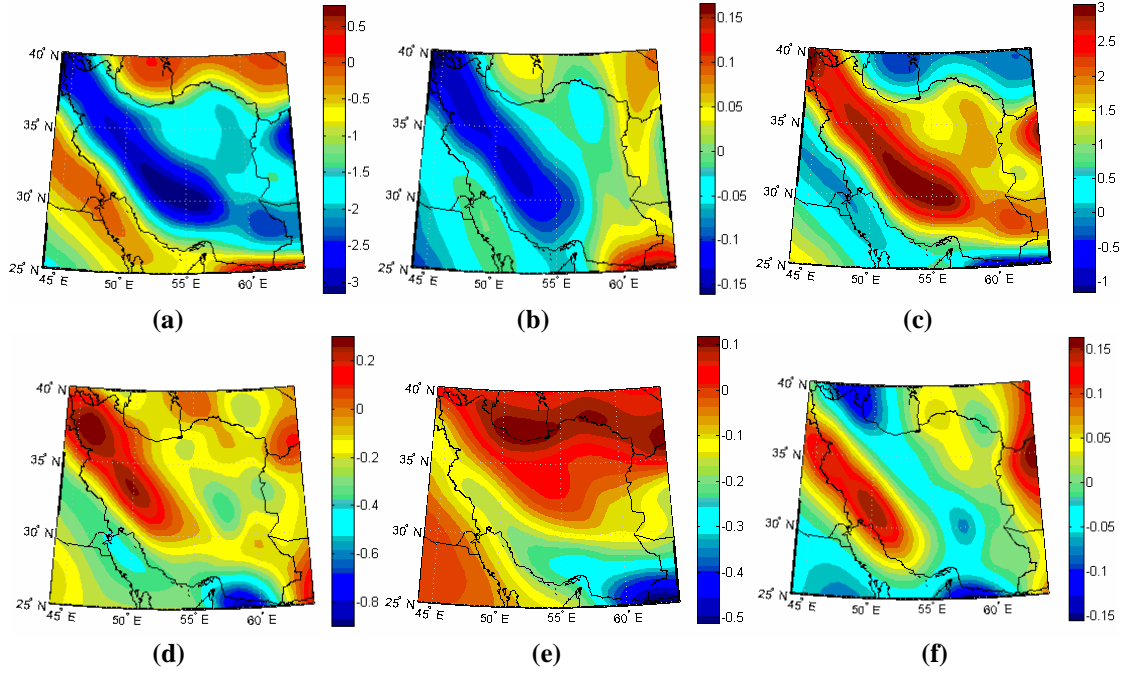 40° N
35° N
30° N
25° N
45° E
50° E
55° E
60° E
0.5
0
-0.5
-1
-1.5
-2
-2.5
-3
(a)
40° N
35° N
30° N
25° N
45° E
50° E
55° E
60° E
0.15
0.1
0.05
0
-0.05
-0.1
-0.15
(b)
40° N
35° N
30° N
25° N
45° E
50° E
55° E
60° E
3
2.5
2
1.5
1
0.5
0
-0.5
-1
(c)
40° N
35° N
30° N
25° N
45° E
50° E
55° E
60° E
0.2
0
-0.2
-0.4
-0.6
-0.8
(d)
40° N
35° N
30° N
25° N
45° E
50° E
55° E
60° E
0.1
0
-0.1
-0.2
-0.3
-0.4
-0.5
(e)
40° N
35° N
30° N
25° N
45° E
50° E
55° E
60° E
0.15
0.1
0.05
0
-0.05
-0.1
-0.15
(f)